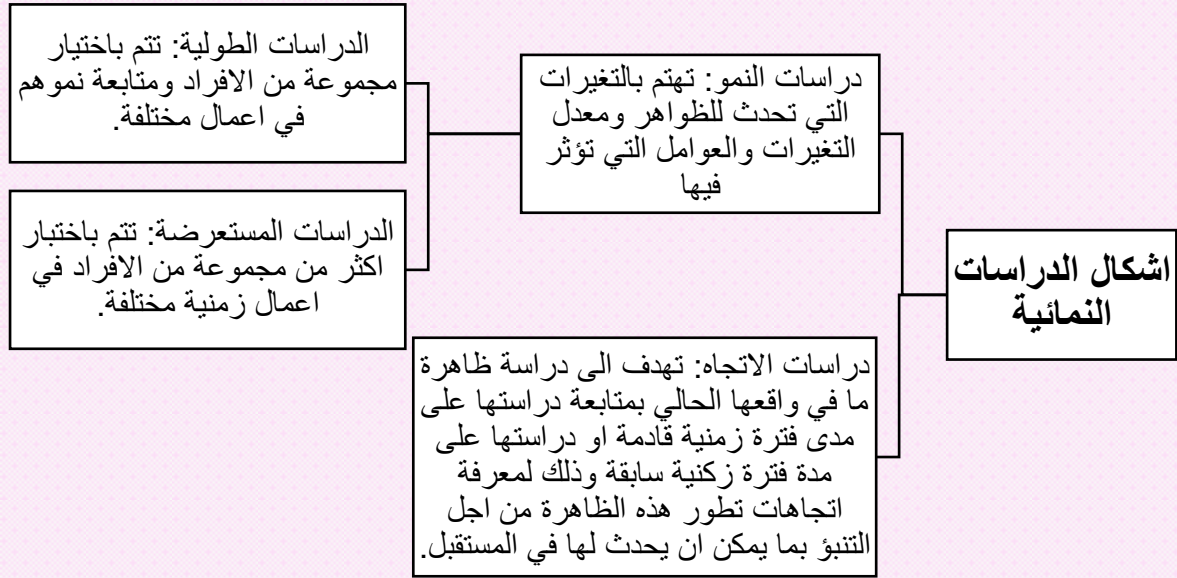 اشكال الدراسات
النمائية
دراسات النمو: تهتم بالتغيرات
التي تحدث للظواهر ومعدل
التغيرات والعوامل التي تؤثر
فيها
الدراسات الطولية: تتم باختيار
مجموعة من الافراد ومتابعة نموهم
في اعمال مختلفة.
الدراسات المستعرضة: تتم باختبار
اكثر من مجموعة من الافراد في
اعمال زمنية مختلفة.
دراسات الاتجاه: تهدف الى دراسة ظاهرة
ما في واقعها الحالي بمتابعة دراستها على
مدى فترة زمنية قادمة او دراستها على
مدة فترة زكنية سابقة وذلك لمعرفة
اتجاهات تطور هذه الظاهرة من اجل
التنبؤ بما يمكن ان يحدث لها في المستقبل.